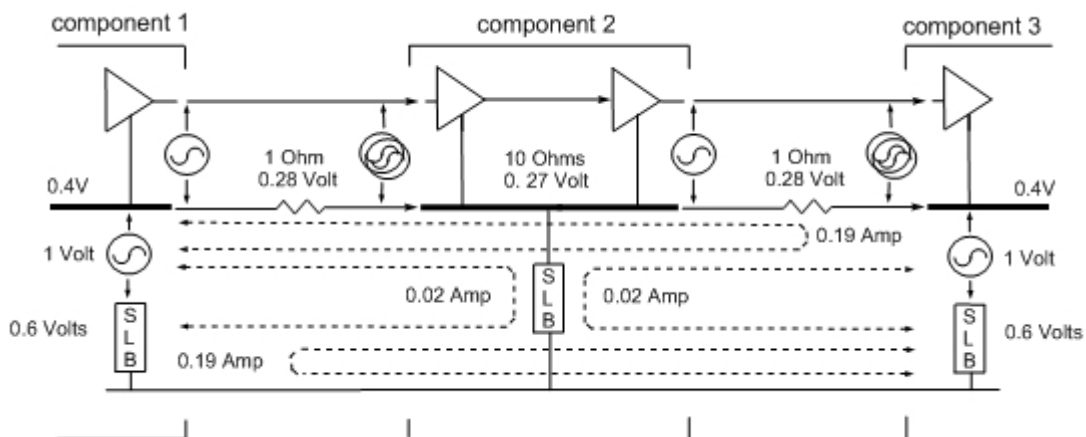 component 1
component 2
component 3
1 Ohm
0.28 Volt
10 Ohms
0. 27 Volt
1 Ohm
0.28 Volt
0.4V
0.4V
0.19 Amp
1 Volt
1 Volt
0.02 Amp
0.02 Amp
S
L
B
0.6 Volts
S
L
B
S
L
B
0.6 Volts
0.19 Amp